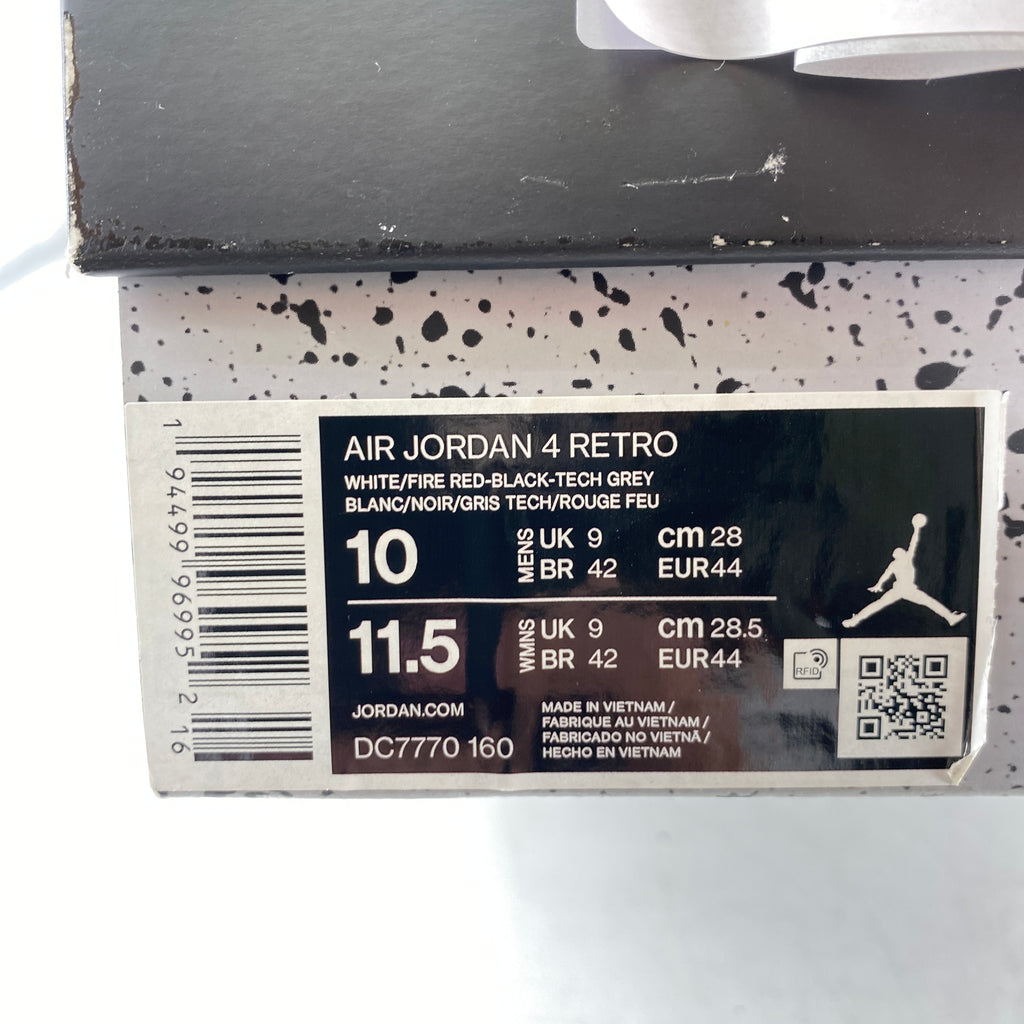 1 94499 96995 2 16
AIR JORDAN 4 RETRO
WHITE/FIRE RED-BLACK-TECH GREY
BLANC/NOIR/GRIS TECH/ROUGE FEU
10 MENS UK 9 cm 28
BR 42 EUR 44
11.5 WMNS UK 9 cm 28.5
BR 42 EUR 44
RFID
JORDAN.COM
DC7770 160
MADE IN VIETNAM /
FABRIQUE AU VIETNAM /
FABRICADO NO VIETNÃ /
HECHO EN VIETNAM